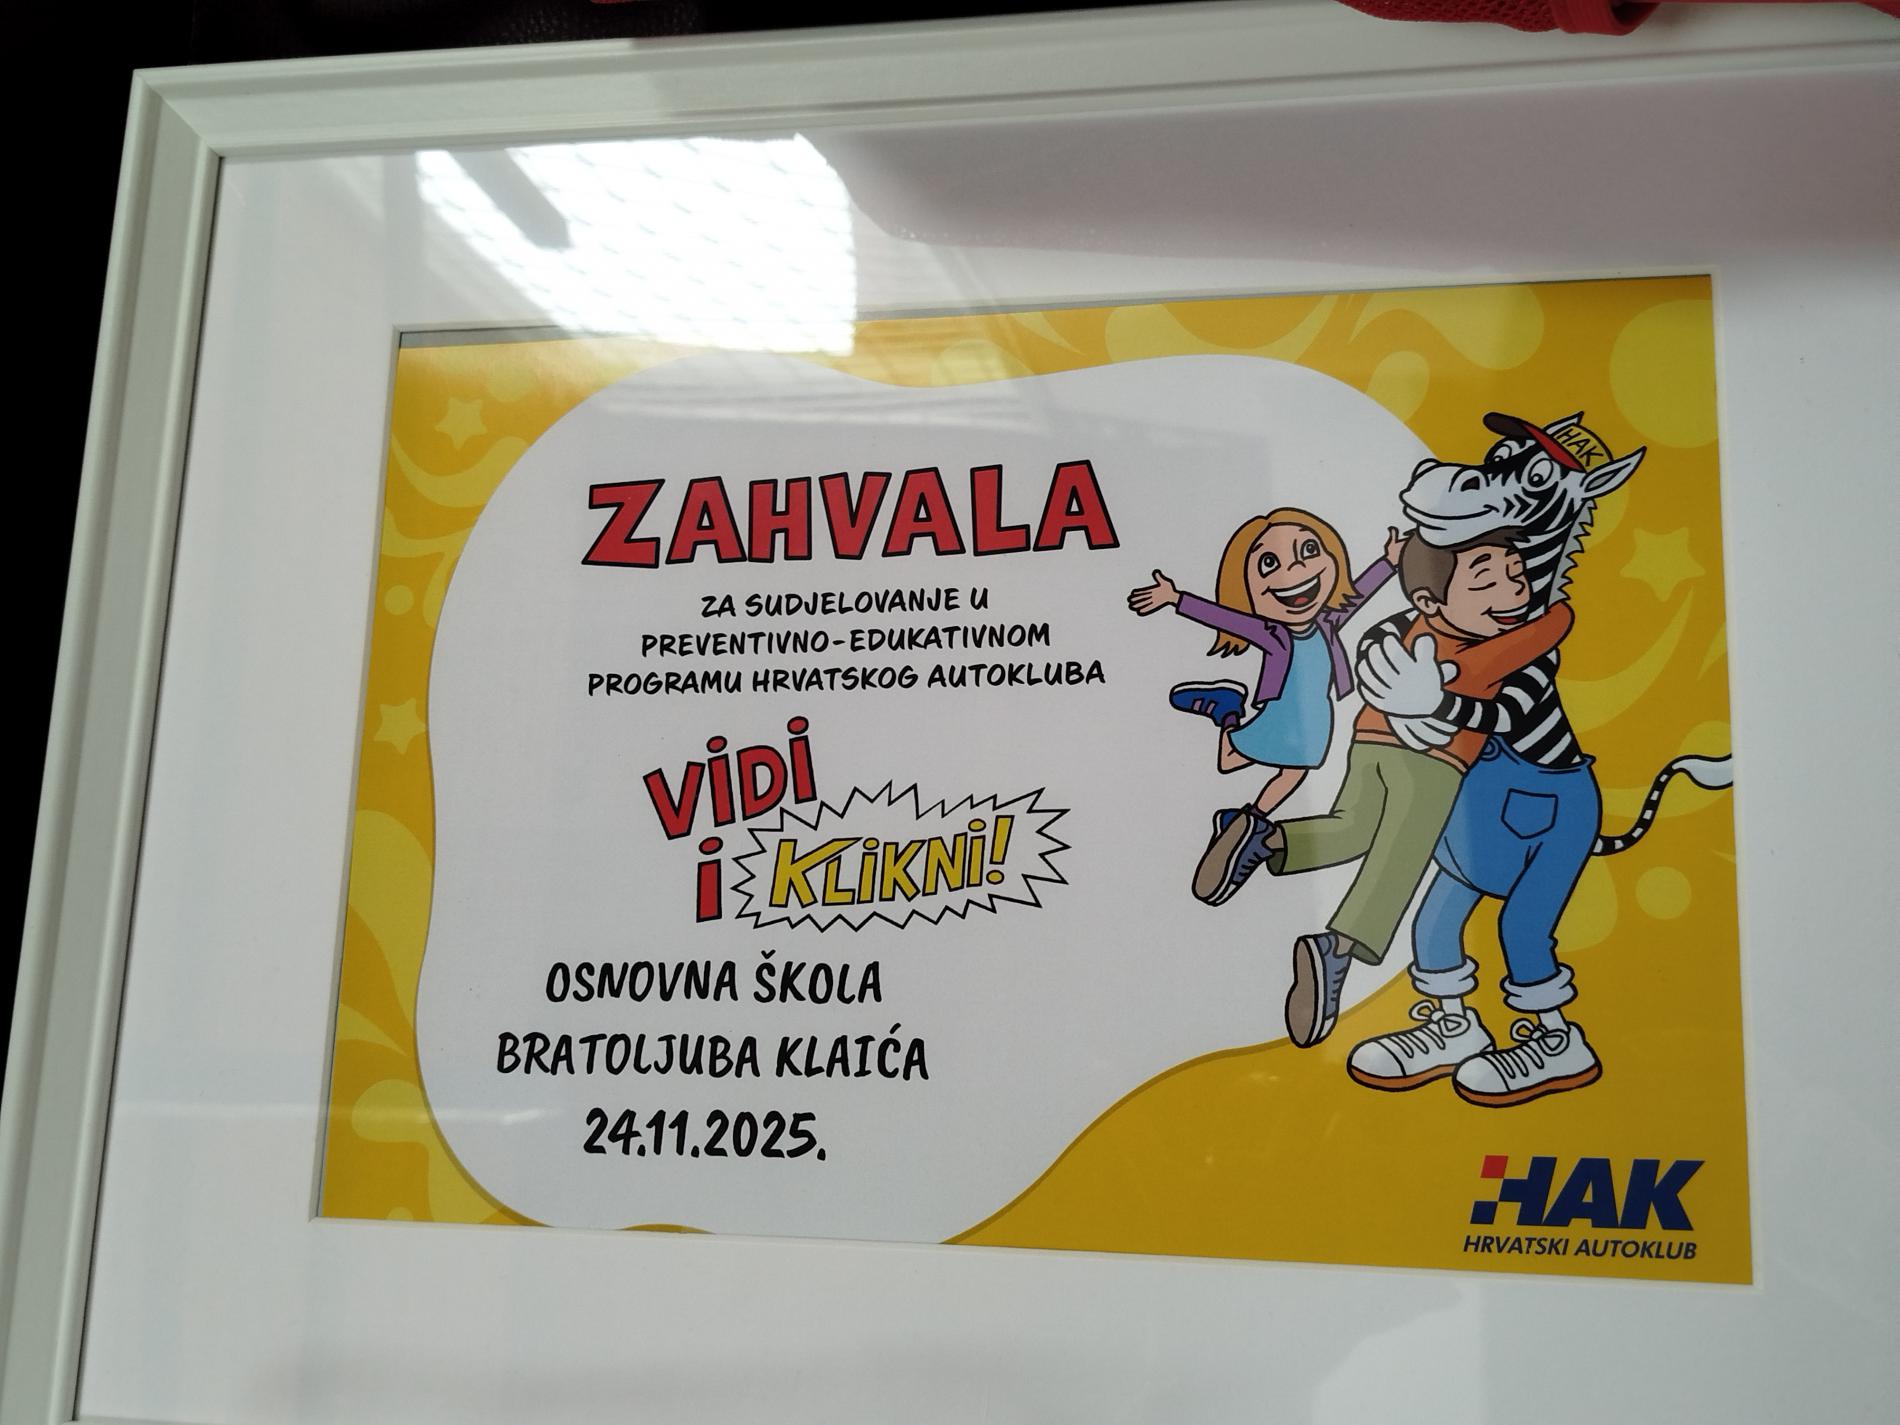 ZAHVALA
ZA SUDJELOVANJE U
PREVENTIVNO-EDUKATIVNOM
PROGRAMU HRVATSKOG AUTOKLUBA
VIDI
I KLIKNI!
OSNOVNA ŠKOLA
BRATOLJUBA KLAIĆA
24.11.2025.
HAK
HAK
HRVATSKI AUTOKLUB